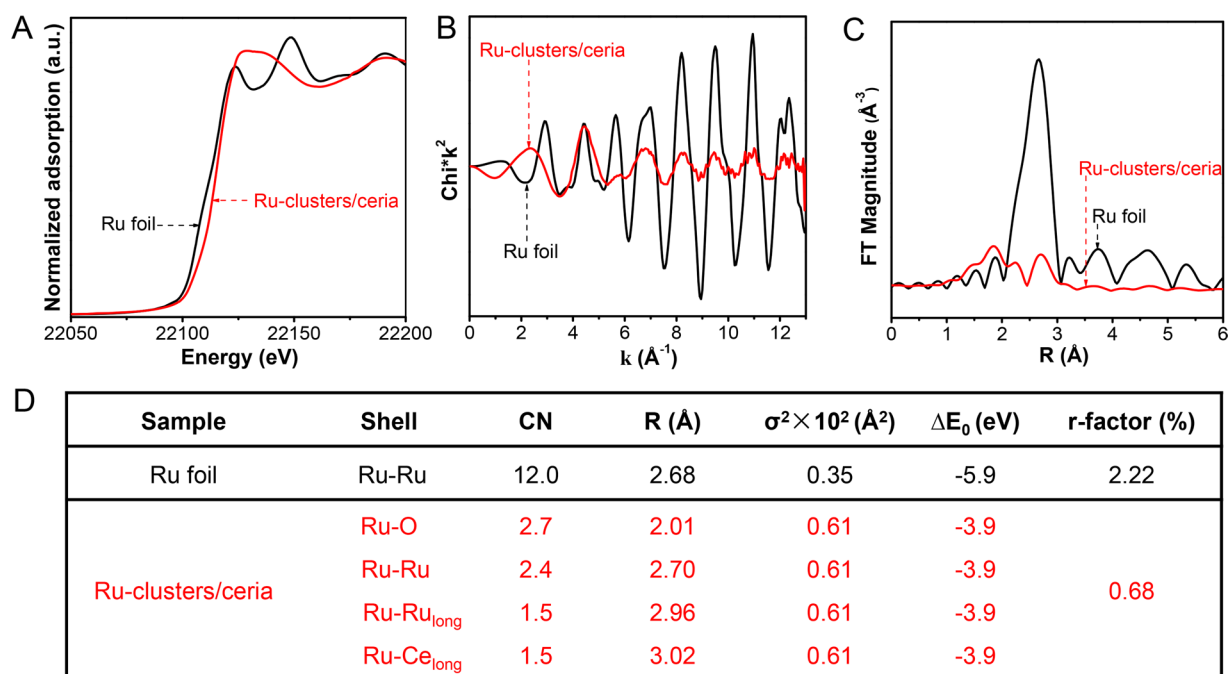 A
Normalized adsorption (a.u.)
Ru foil
Ru-clusters/ceria
22050 22100 22150 22200
Energy (eV)
B
Chi*k²
Ru-clusters/ceria
Ru foil
0 2 4 6 8 10 12
k (Å⁻¹)
C
FT Magnitude (Å⁻³)
Ru-clusters/ceria
Ru foil
0 1 2 3 4 5 6
R (Å)
D
Sample Shell CN R (Å) σ²×10² (Å²) ΔE₀ (eV) r-factor (%)
Ru foil Ru-Ru 12.0 2.68 0.35 -5.9 2.22
Ru-O 2.7 2.01 0.61 -3.9
Ru-Ru 2.4 2.70 0.61 -3.9
Ru-clusters/ceria 0.68
Ru-Ru_long 1.5 2.96 0.61 -3.9
Ru-Ce_long 1.5 3.02 0.61 -3.9